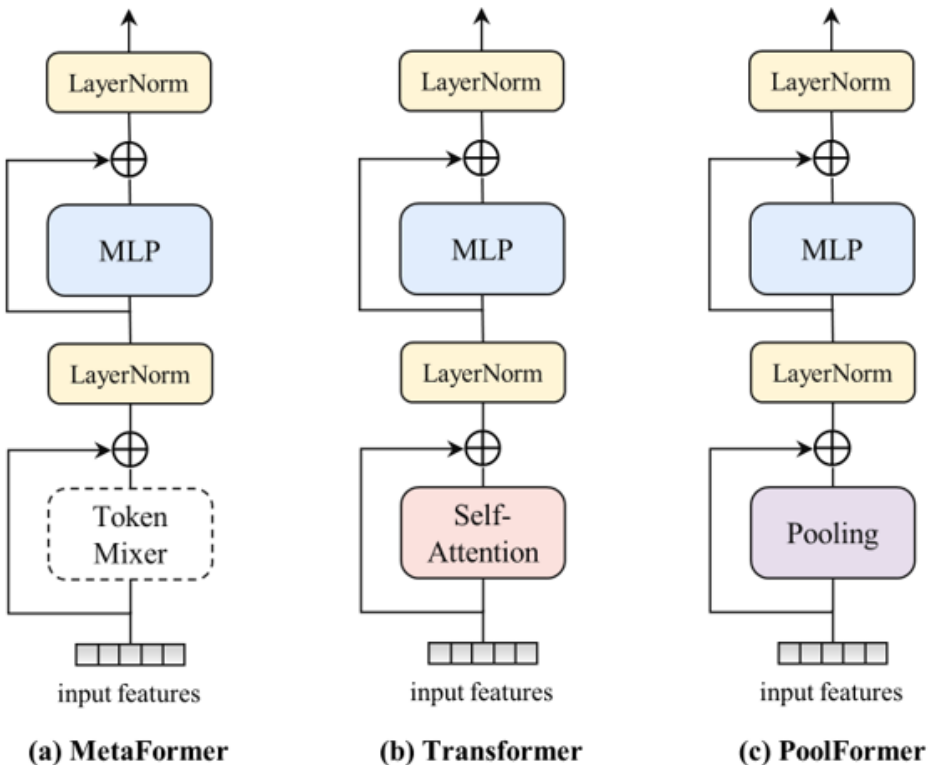 LayerNorm
MLP
LayerNorm
Token
Mixer
input features
(a) MetaFormer
LayerNorm
MLP
LayerNorm
Self-
Attention
input features
(b) Transformer
LayerNorm
MLP
LayerNorm
Pooling
input features
(c) PoolFormer